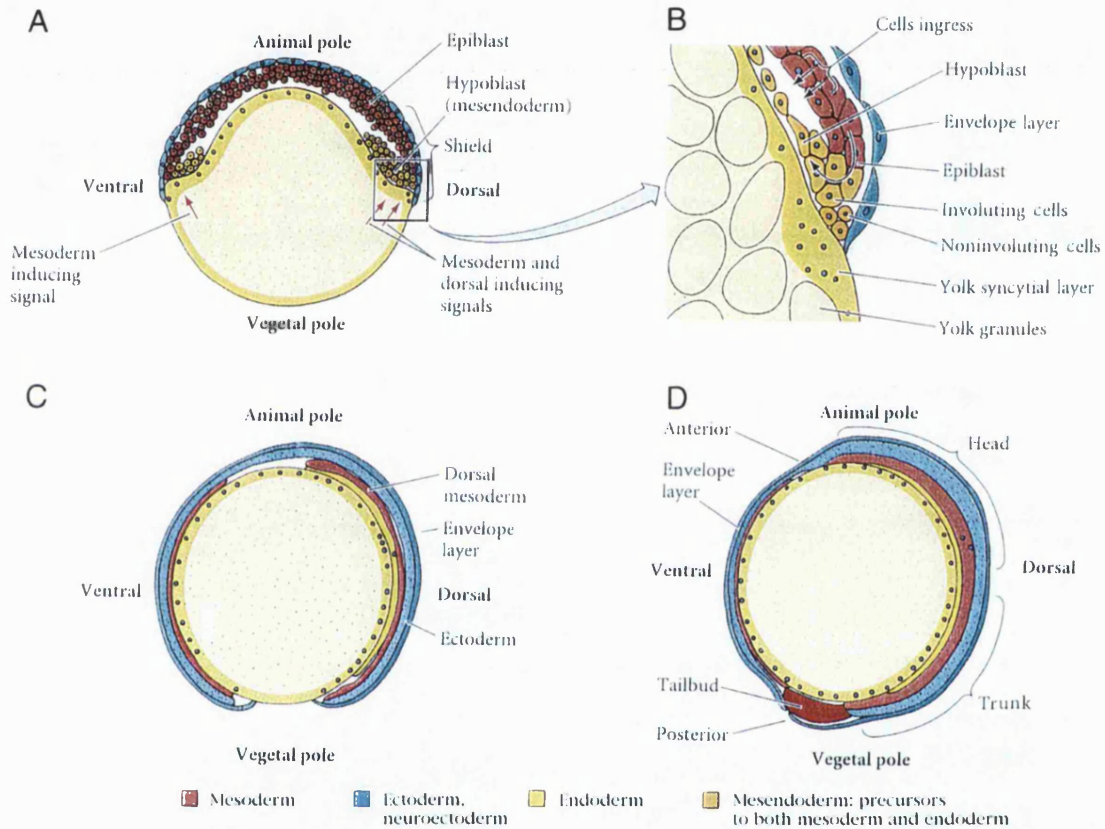 A
Animal pole
Epiblast
Hypoblast
(mesendoderm)
Shield
Ventral
Dorsal
Mesoderm
inducing
signal
Mesoderm and
dorsal inducing
signals
Vegetal pole
B
Cells ingress
Hypoblast
Envelope layer
Epiblast
Involuting cells
Noninvoluting cells
Yolk syncytial layer
Yolk granules
C
Animal pole
Dorsal
mesoderm
Envelope
layer
Ventral
Dorsal
Ectoderm
Vegetal pole
D
Animal pole
Anterior
Head
Envelope
layer
Ventral
Dorsal
Tailbud
Trunk
Posterior
Vegetal pole
Mesoderm
Ectoderm,
neuroectoderm
Endoderm
Mesendoderm: precursors
to both mesoderm and endoderm